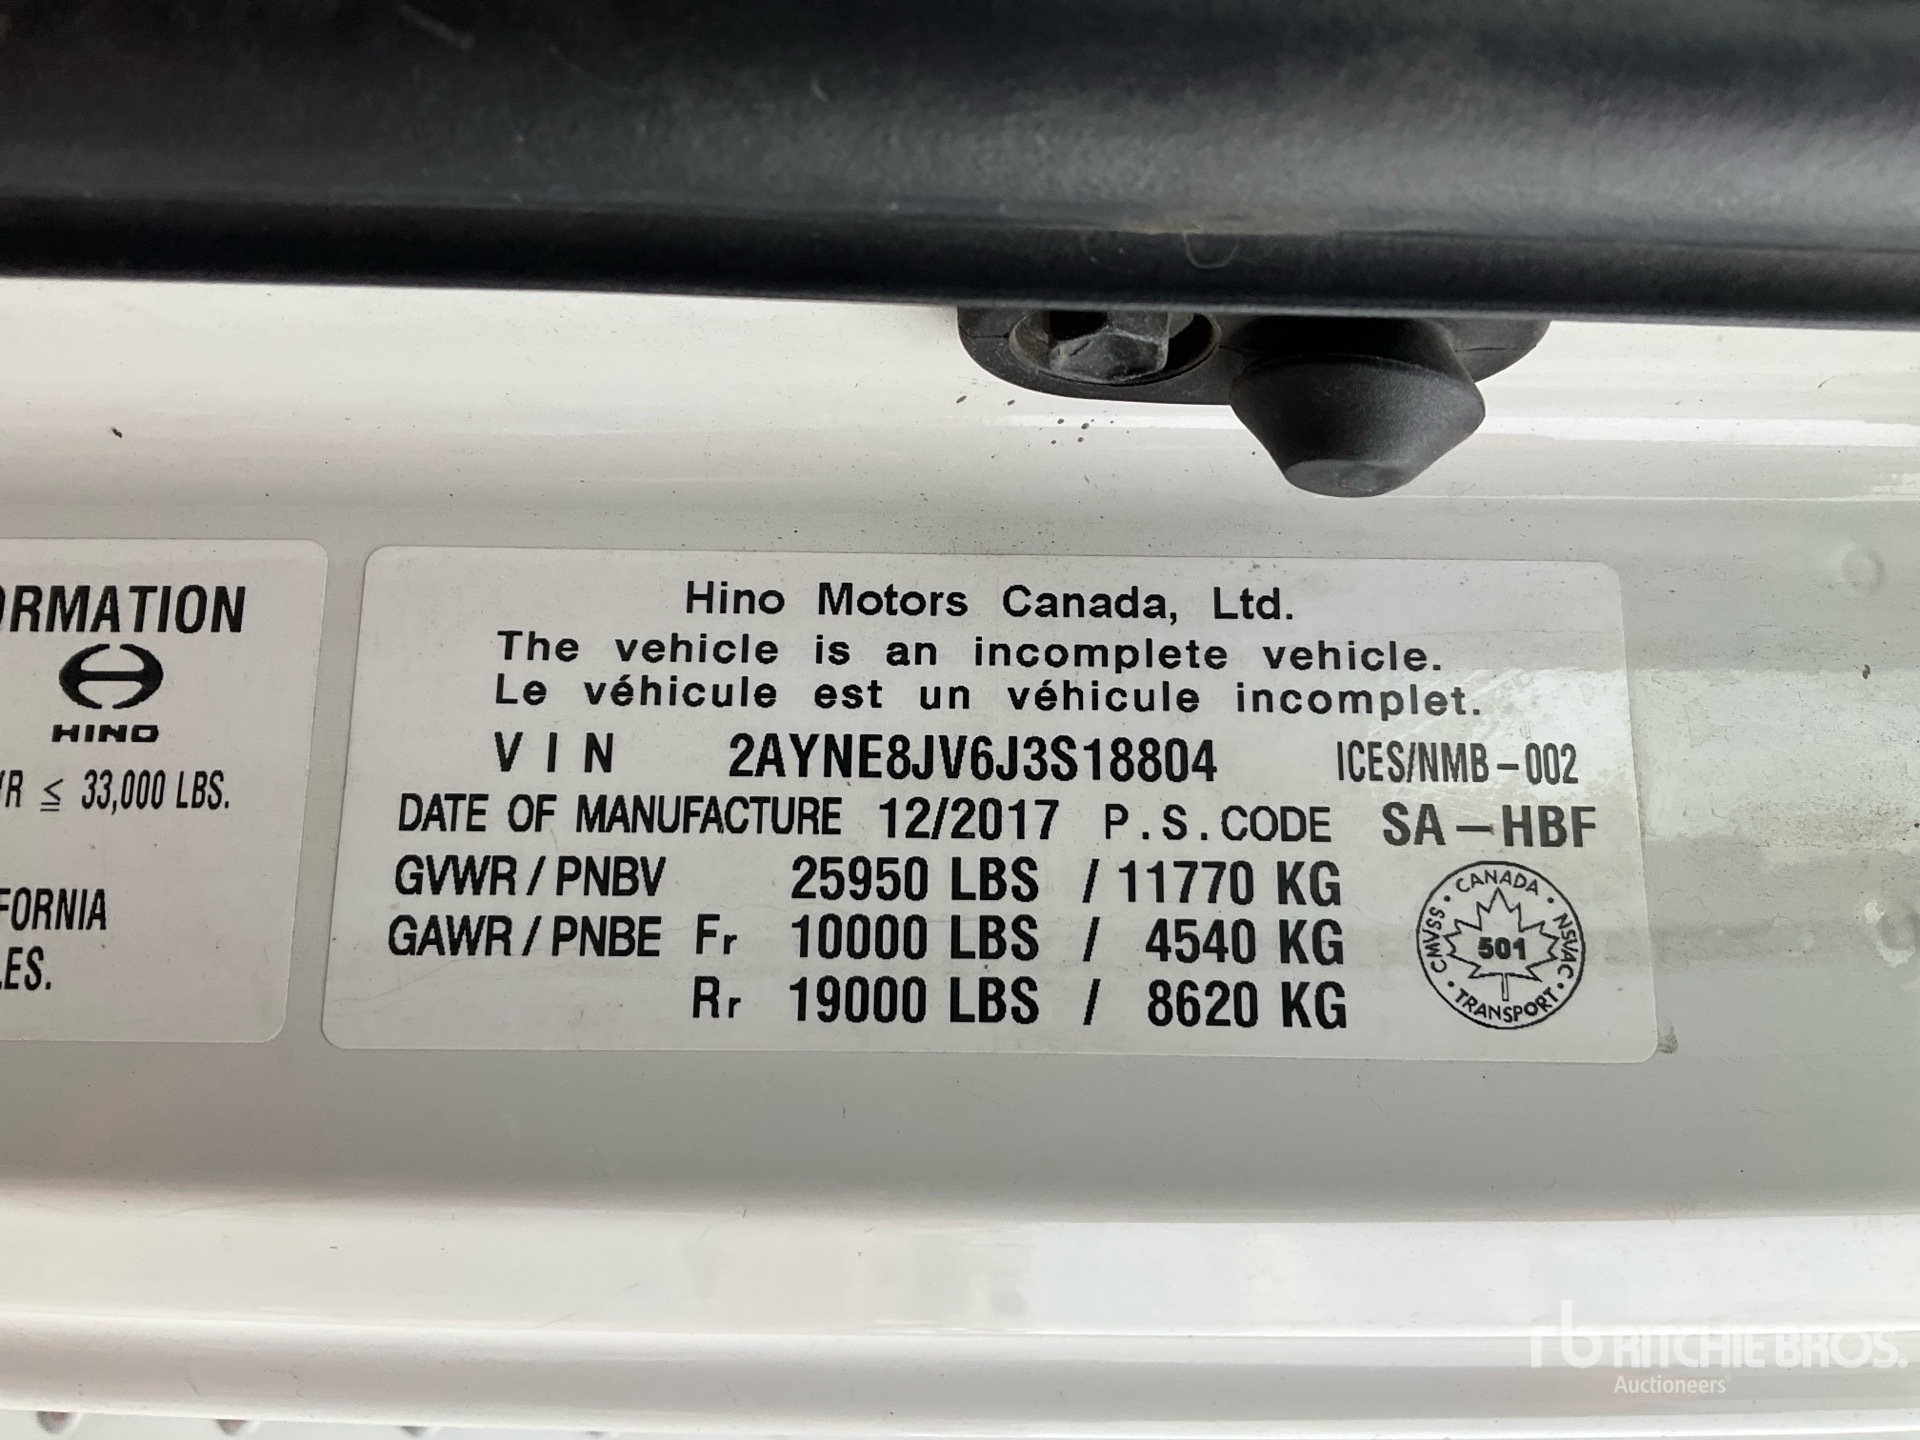 ORMATION
HINO
R ≦ 33,000 LBS.
FORNIA
LES.
Hino Motors Canada, Ltd.
The vehicle is an incomplete vehicle.
Le véhicule est un véhicule incomplet.
VIN 2AYNE8JV6J3S18804 ICES/NMB-002
DATE OF MANUFACTURE 12/2017 P.S.CODE SA-HBF
GVWR/PNBV 25950 LBS / 11770 KG
GAWR/PNBE Fr 10000 LBS / 4540 KG
Rr 19000 LBS / 8620 KG
CANADA · NSVAC · TRANSPORT · CMVSS ·
501
rb RITCHIE BROS.
Auctioneers